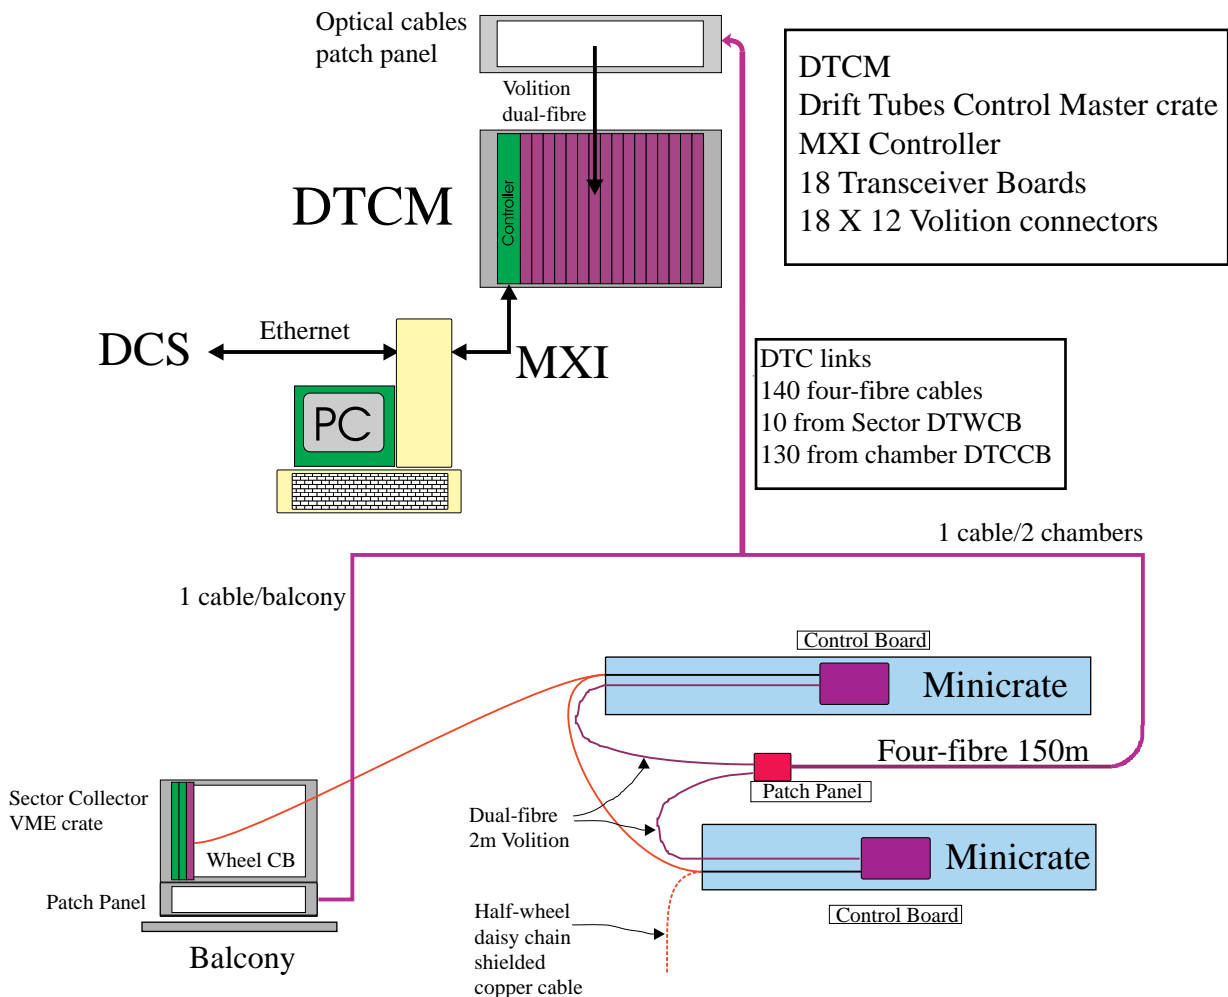 Optical cables
patch panel
Volition
dual-fibre
DTCM
Controller
DTCM
Drift Tubes Control Master crate
MXI Controller
18 Transceiver Boards
18 X 12 Volition connectors
DCS
Ethernet
MXI
PC
DTC links
140 four-fibre cables
10 from Sector DTWCB
130 from chamber DTCCB
1 cable/2 chambers
1 cable/balcony
Control Board
Minicrate
Four-fibre 150m
Patch Panel
Dual-fibre
2m Volition
Minicrate
Control Board
Sector Collector
VME crate
Wheel CB
Patch Panel
Balcony
Half-wheel
daisy chain
shielded
copper cable